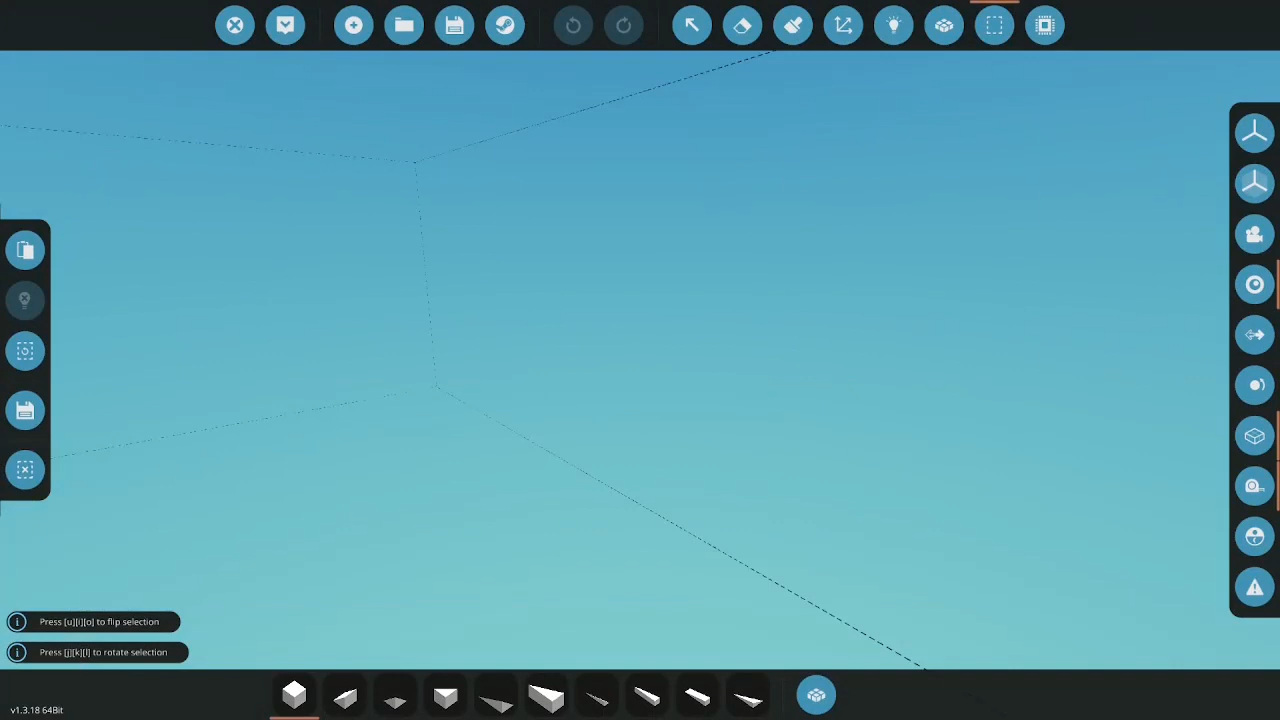 Press [u][i][o] to flip selection
Press [j][k][l] to rotate selection
v1.3.18 64Bit